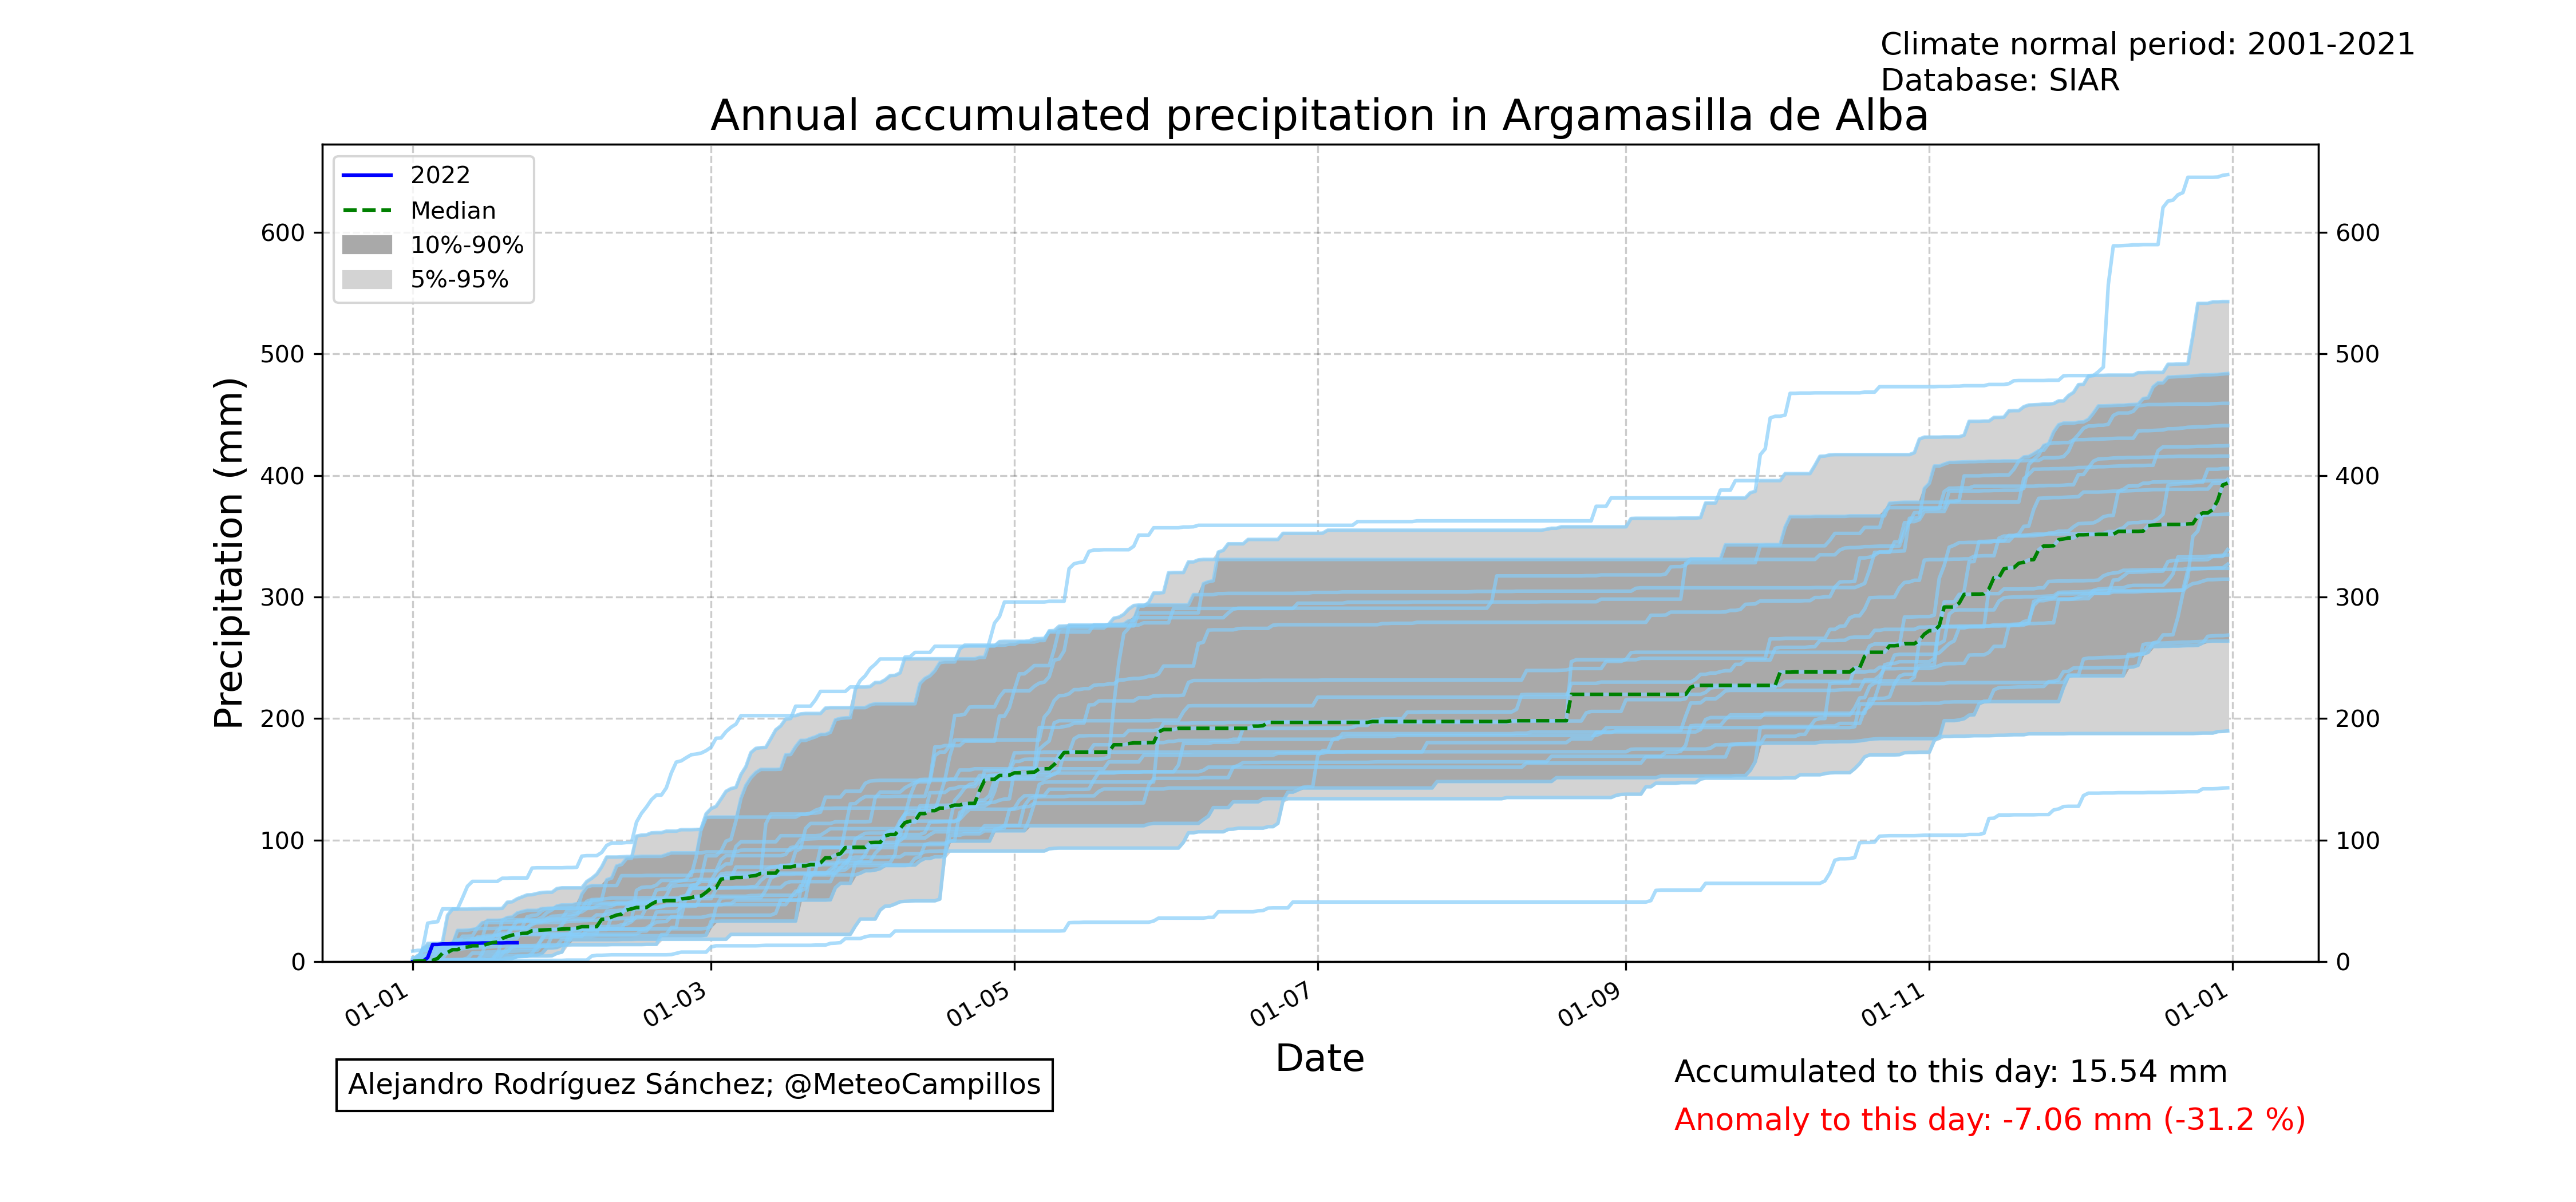 Climate normal period: 2001-2021
Database: SIAR
Annual accumulated precipitation in Argamasilla de Alba
2022
Median
10%-90%
5%-95%
Precipitation (mm)
600
500
400
300
200
100
0
600
500
400
300
200
100
0
01-01
01-03
01-05
01-07
01-09
01-11
01-01
Date
Alejandro Rodríguez Sánchez; @MeteoCampillos
Accumulated to this day: 15.54 mm
Anomaly to this day: -7.06 mm (-31.2 %)